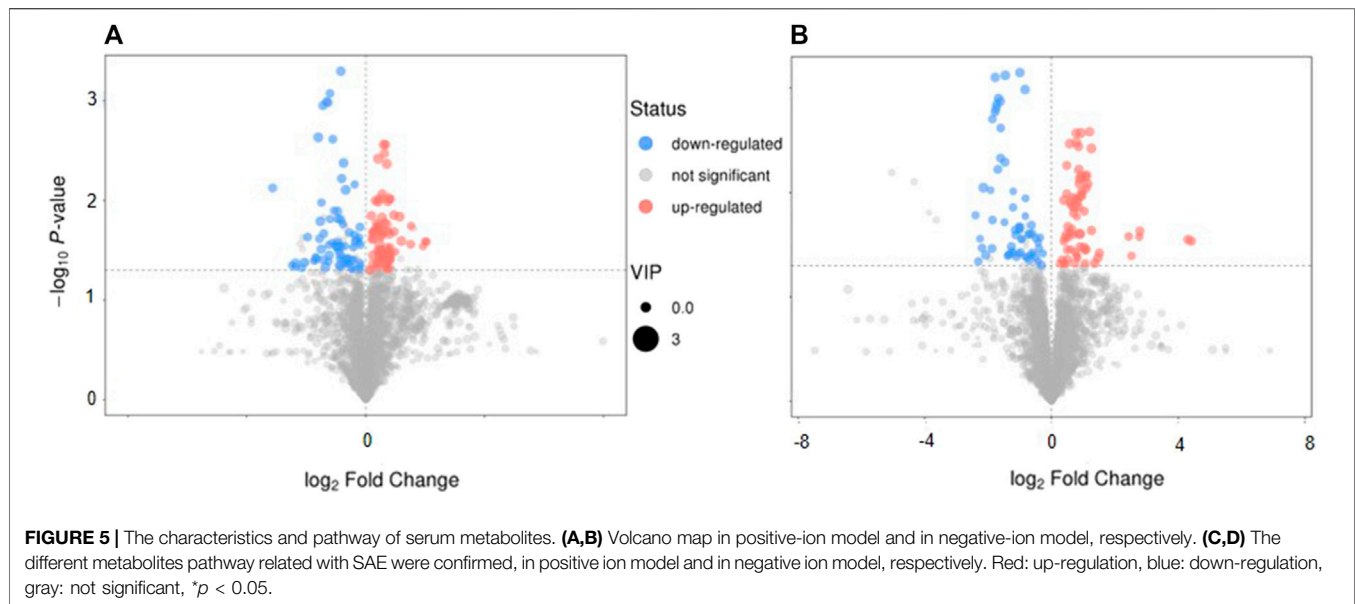 A
B
3
2
1
0
−log10 P-value
0
log2 Fold Change
Status
down-regulated
not significant
up-regulated
VIP
0.0
3
-8 -4 0 4 8
log2 Fold Change
FIGURE 5 | The characteristics and pathway of serum metabolites. (A,B) Volcano map in positive-ion model and in negative-ion model, respectively. (C,D) The
different metabolites pathway related with SAE were confirmed, in positive ion model and in negative ion model, respectively. Red: up-regulation, blue: down-regulation,
gray: not significant, *p < 0.05.